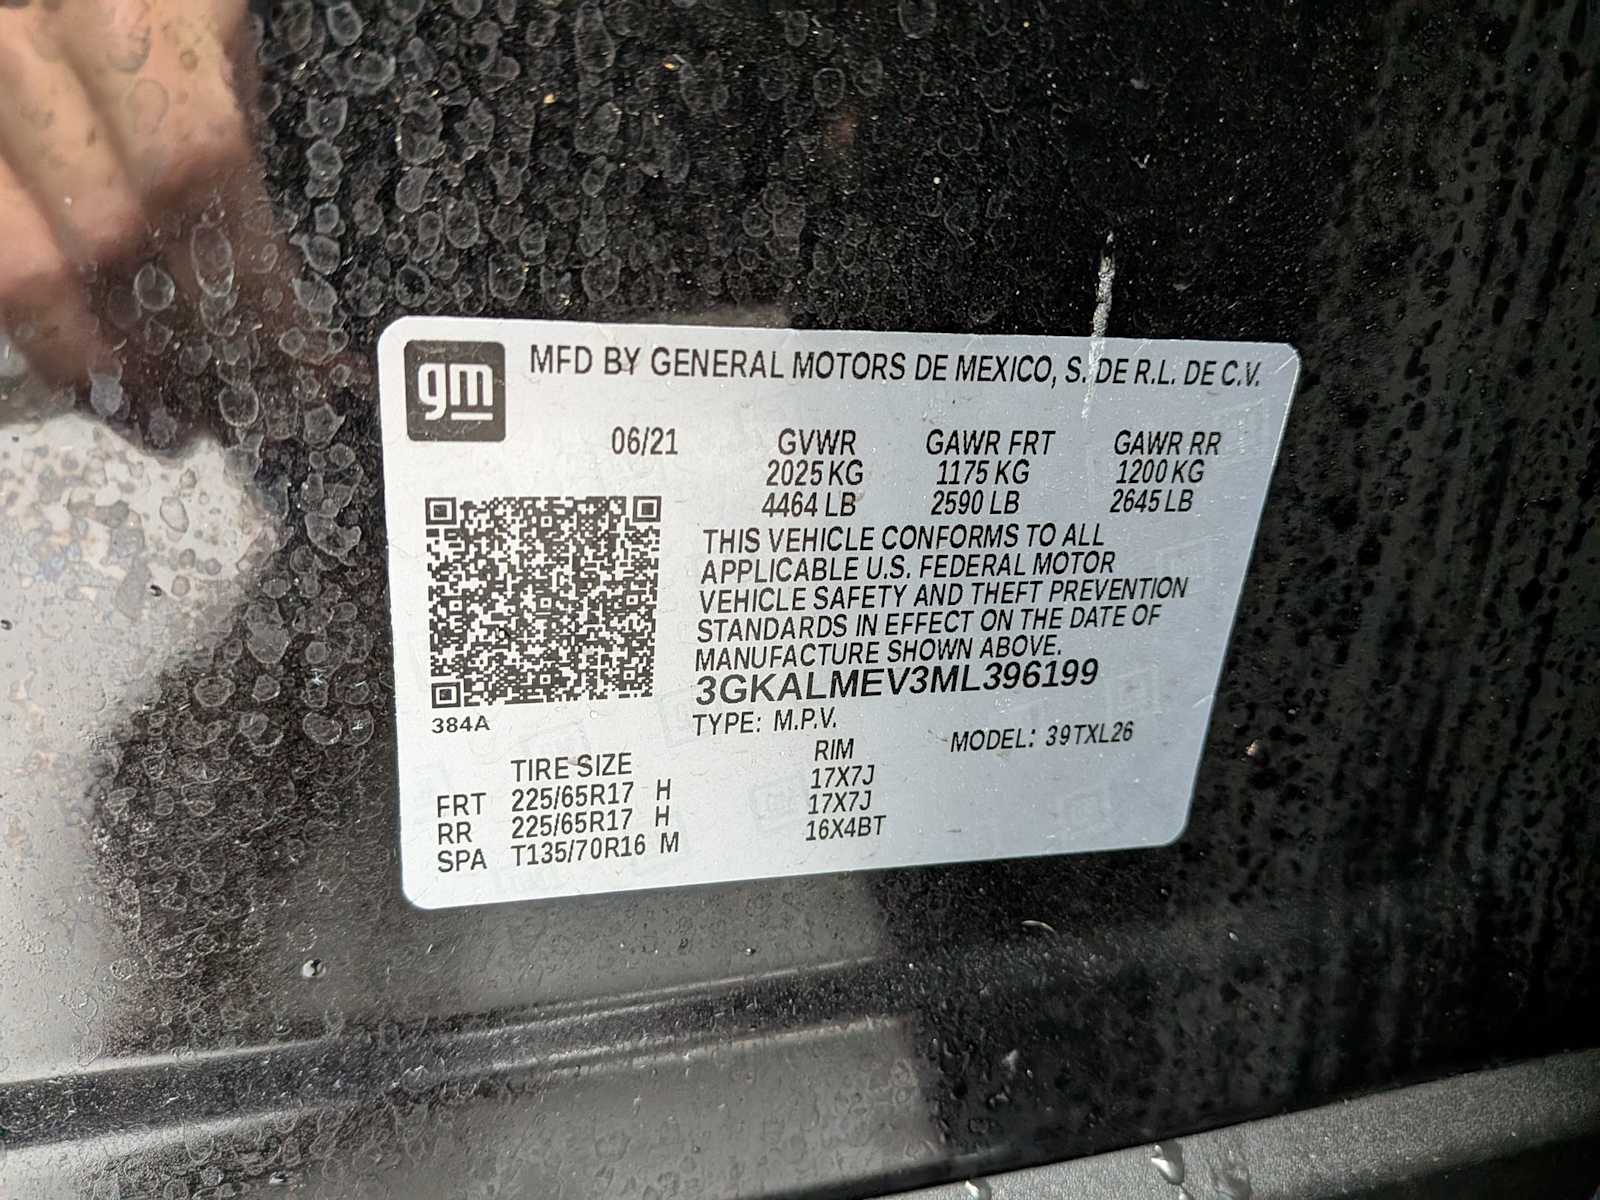 gm
MFD BY GENERAL MOTORS DE MEXICO, S. DE R.L. DE C.V.
06/21 GVWR GAWR FRT GAWR RR
2025 KG 1175 KG 1200 KG
4464 LB 2590 LB 2645 LB
THIS VEHICLE CONFORMS TO ALL
APPLICABLE U.S. FEDERAL MOTOR
VEHICLE SAFETY AND THEFT PREVENTION
STANDARDS IN EFFECT ON THE DATE OF
MANUFACTURE SHOWN ABOVE.
3GKALMEV3ML396199
384A
TYPE: M.P.V. MODEL: 39TXL26
TIRE SIZE RIM
FRT 225/65R17 H 17X7J
RR 225/65R17 H 17X7J
SPA T135/70R16 M 16X4BT